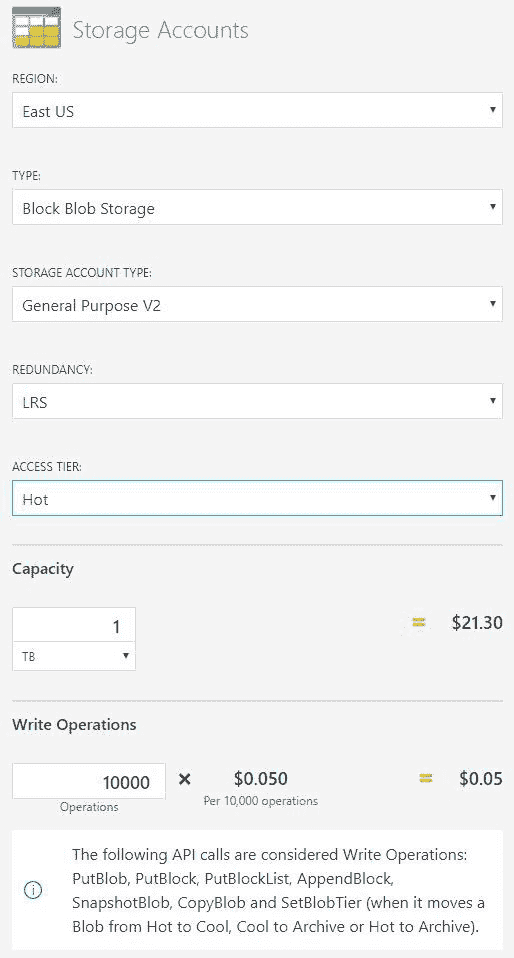 Storage Accounts
REGION:
East US
TYPE:
Block Blob Storage
STORAGE ACCOUNT TYPE:
General Purpose V2
REDUNDANCY:
LRS
ACCESS TIER:
Hot
Capacity
1 = $21.30
TB
Write Operations
10000 × $0.050 = $0.05
Operations Per 10,000 operations
The following API calls are considered Write Operations:
PutBlob, PutBlock, PutBlockList, AppendBlock,
SnapshotBlob, CopyBlob and SetBlobTier (when it moves a
Blob from Hot to Cool, Cool to Archive or Hot to Archive).